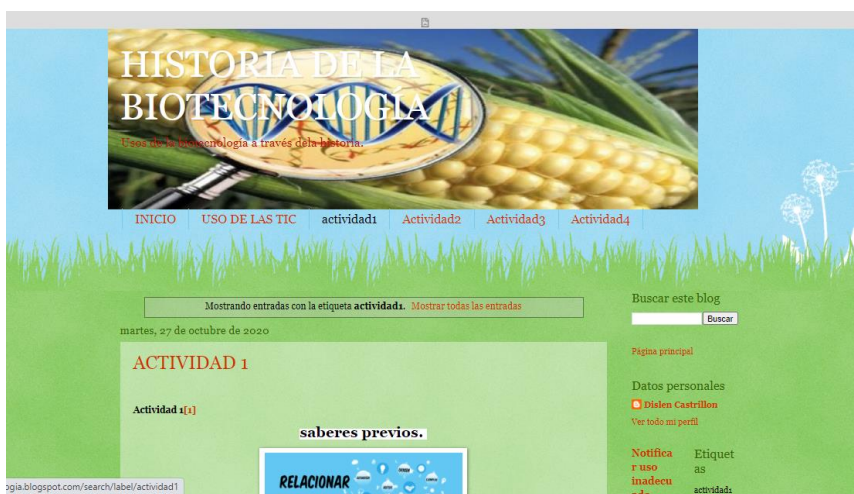 HISTORIA DE LA
BIOTECNOLOGÍA
Usos de la biotecnología a través dela historia.
INICIO USO DE LAS TIC actividad1 Actividad2 Actividad3 Actividad4
Mostrando entradas con la etiqueta actividad1. Mostrar todas las entradas
martes, 27 de octubre de 2020
ACTIVIDAD 1
Actividad 1[1]
saberes previos.
RELACIONAR
Buscar este blog
Buscar
Página principal
Datos personales
Dislen Castrillon
Ver todo mi perfil
Notifica
r uso
inadecu
Etiquet
as
actividad1
ogia.blogspot.com/search/label/actividad1